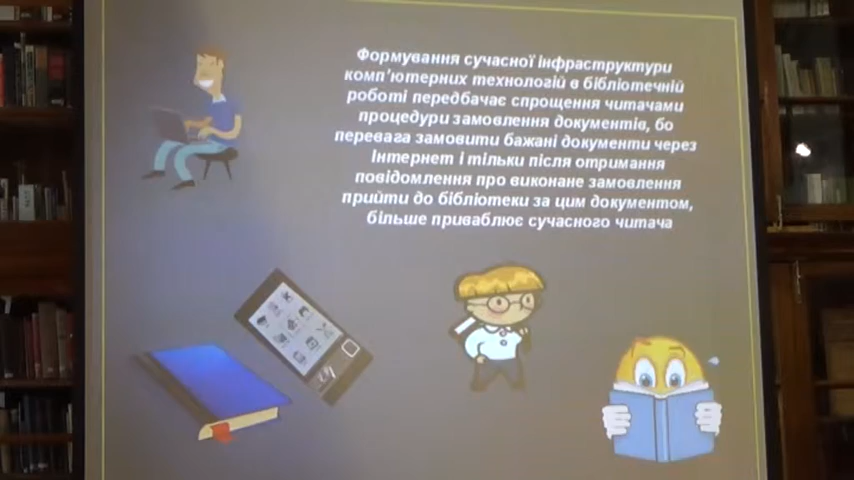 Формування сучасної інфраструктури
комп’ютерних технологій в бібліотечній
роботі передбачає спрощення читачами
процедури замовлення документів, бо
перевага замовити бажані документи через
Інтернет і тільки після отримання
повідомлення про виконане замовлення
прийти до бібліотеки за цим документом,
більше приваблює сучасного читача